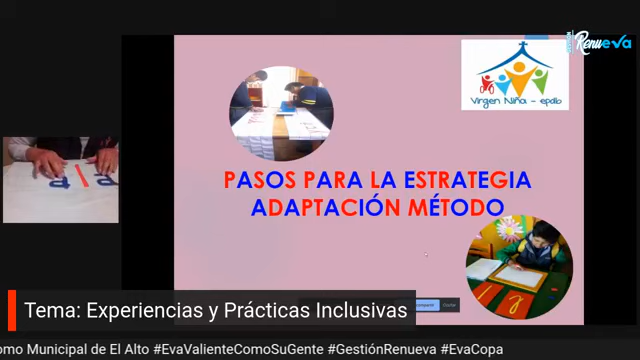 Renueva
Virgen Niña - epdb
PASOS PARA LA ESTRATEGIA
ADAPTACIÓN MÉTODO
Tema: Experiencias y Prácticas Inclusivas
omo Municipal de El Alto #EvaValienteComoSuGente #GestiónRenueva #EvaCopa